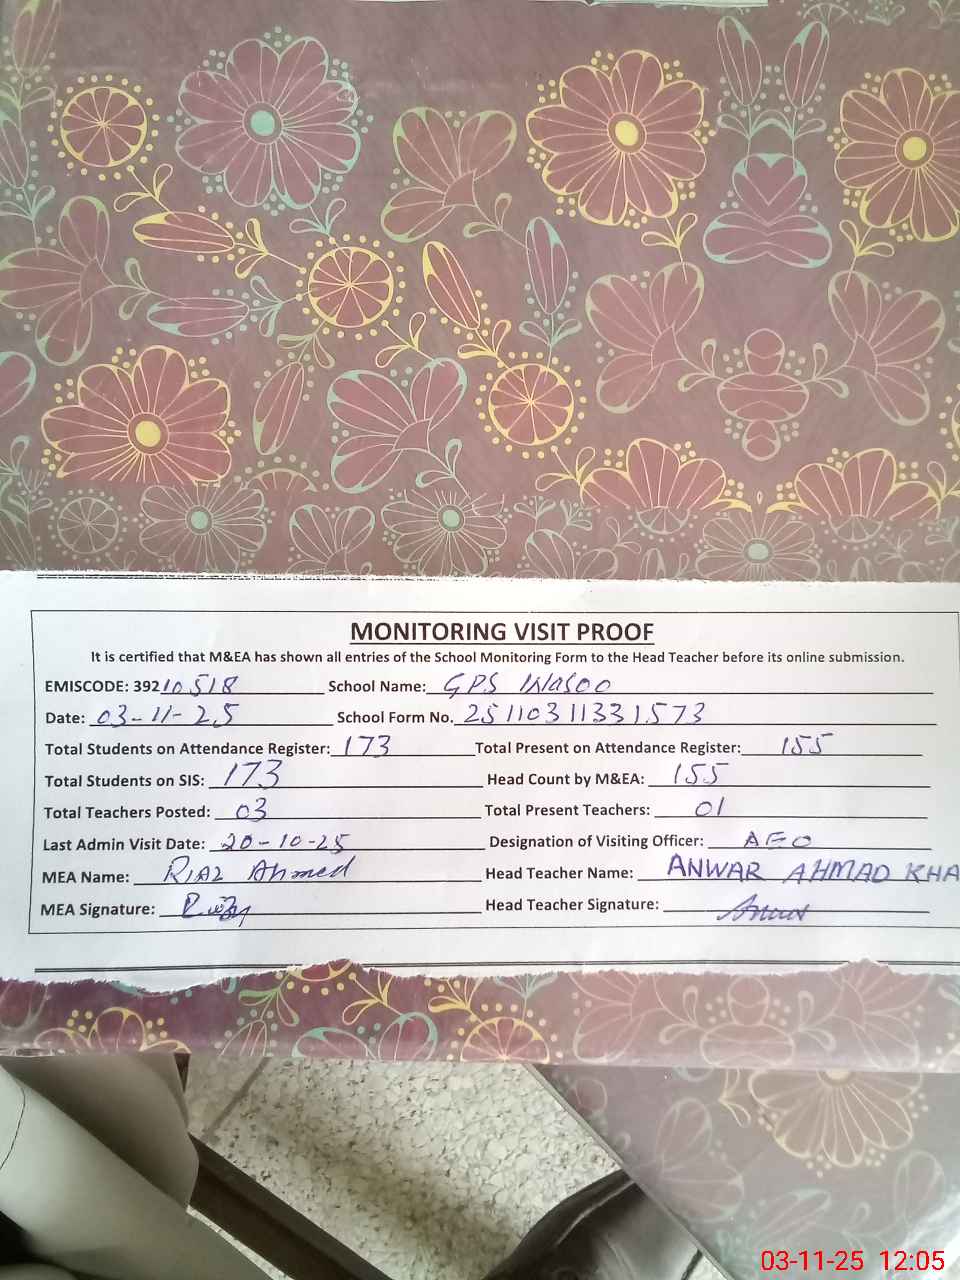 MONITORING VISIT PROOF
It is certified that M&EA has shown all entries of the School Monitoring Form to the Head Teacher before its online submission.
EMISCODE: 39210518 School Name: GPS Wasoo
Date: 03-11-25 School Form No. 25110311331573
Total Students on Attendance Register: 173 Total Present on Attendance Register: 155
Total Students on SIS: 173 Head Count by M&EA: 155
Total Teachers Posted: 03 Total Present Teachers: 01
Last Admin Visit Date: 20-10-25 Designation of Visiting Officer: AEO
MEA Name: Riaz Ahmed Head Teacher Name: ANWAR AHMAD KHA
MEA Signature: Head Teacher Signature:
03-11-25 12:05